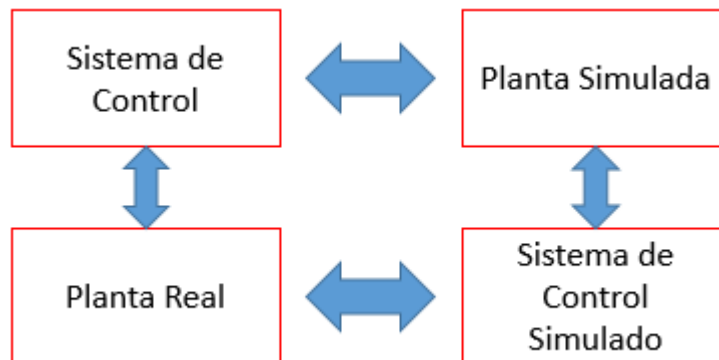 Sistema de
Control
Planta Simulada
Planta Real
Sistema de
Control
Simulado